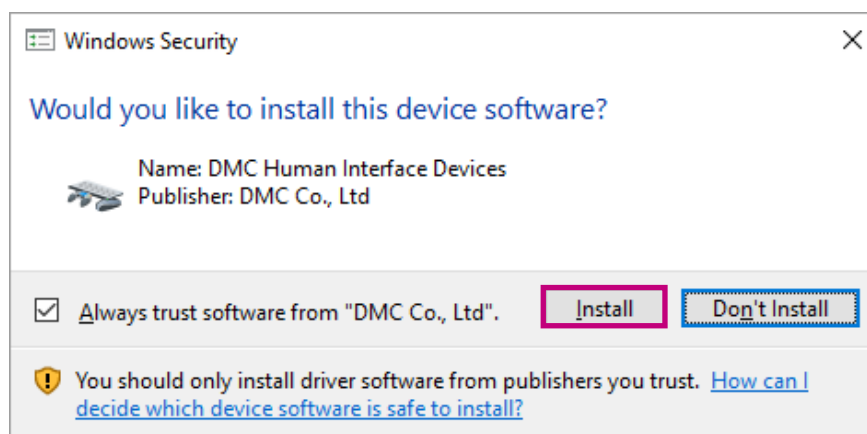 Windows Security
Would you like to install this device software?
Name: DMC Human Interface Devices
Publisher: DMC Co., Ltd
Always trust software from "DMC Co., Ltd".
Install
Don't Install
You should only install driver software from publishers you trust. How can I
decide which device software is safe to install?